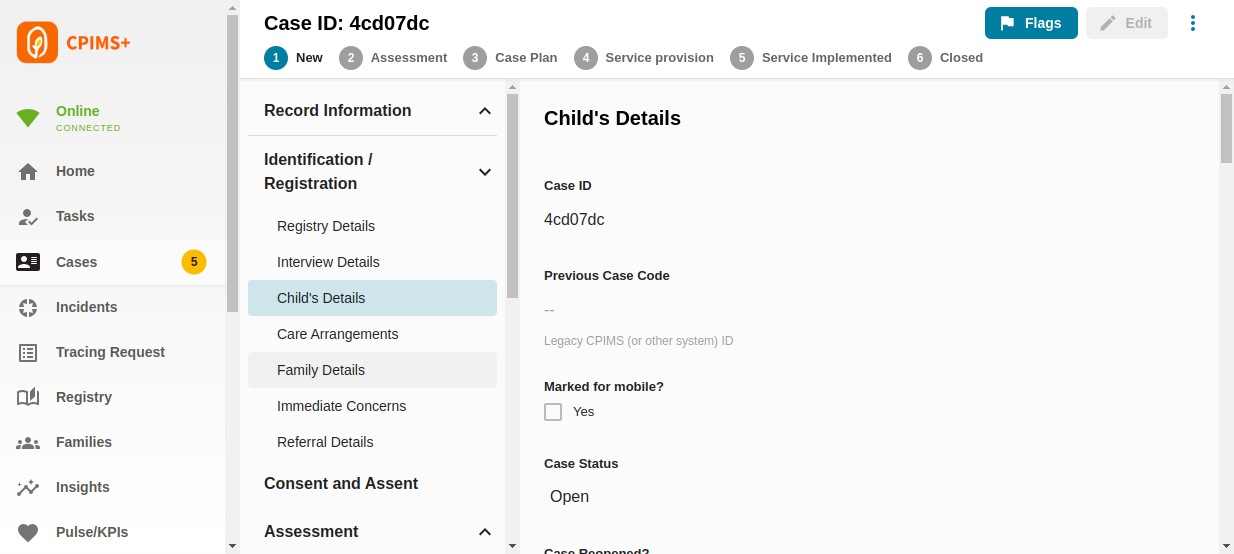 CPIMS+
Online
CONNECTED
Home
Tasks
Cases
5
Incidents
Tracing Request
Registry
Families
Insights
Pulse/KPIs
Case ID: 4cd07dc
Flags
Edit
1 New
2 Assessment
3 Case Plan
4 Service provision
5 Service Implemented
6 Closed
Record Information
Identification /
Registration
Registry Details
Interview Details
Child's Details
Care Arrangements
Family Details
Immediate Concerns
Referral Details
Consent and Assent
Assessment
Child's Details
Case ID
4cd07dc
Previous Case Code
--
Legacy CPIMS (or other system) ID
Marked for mobile?
Yes
Case Status
Open
Case Reopened?